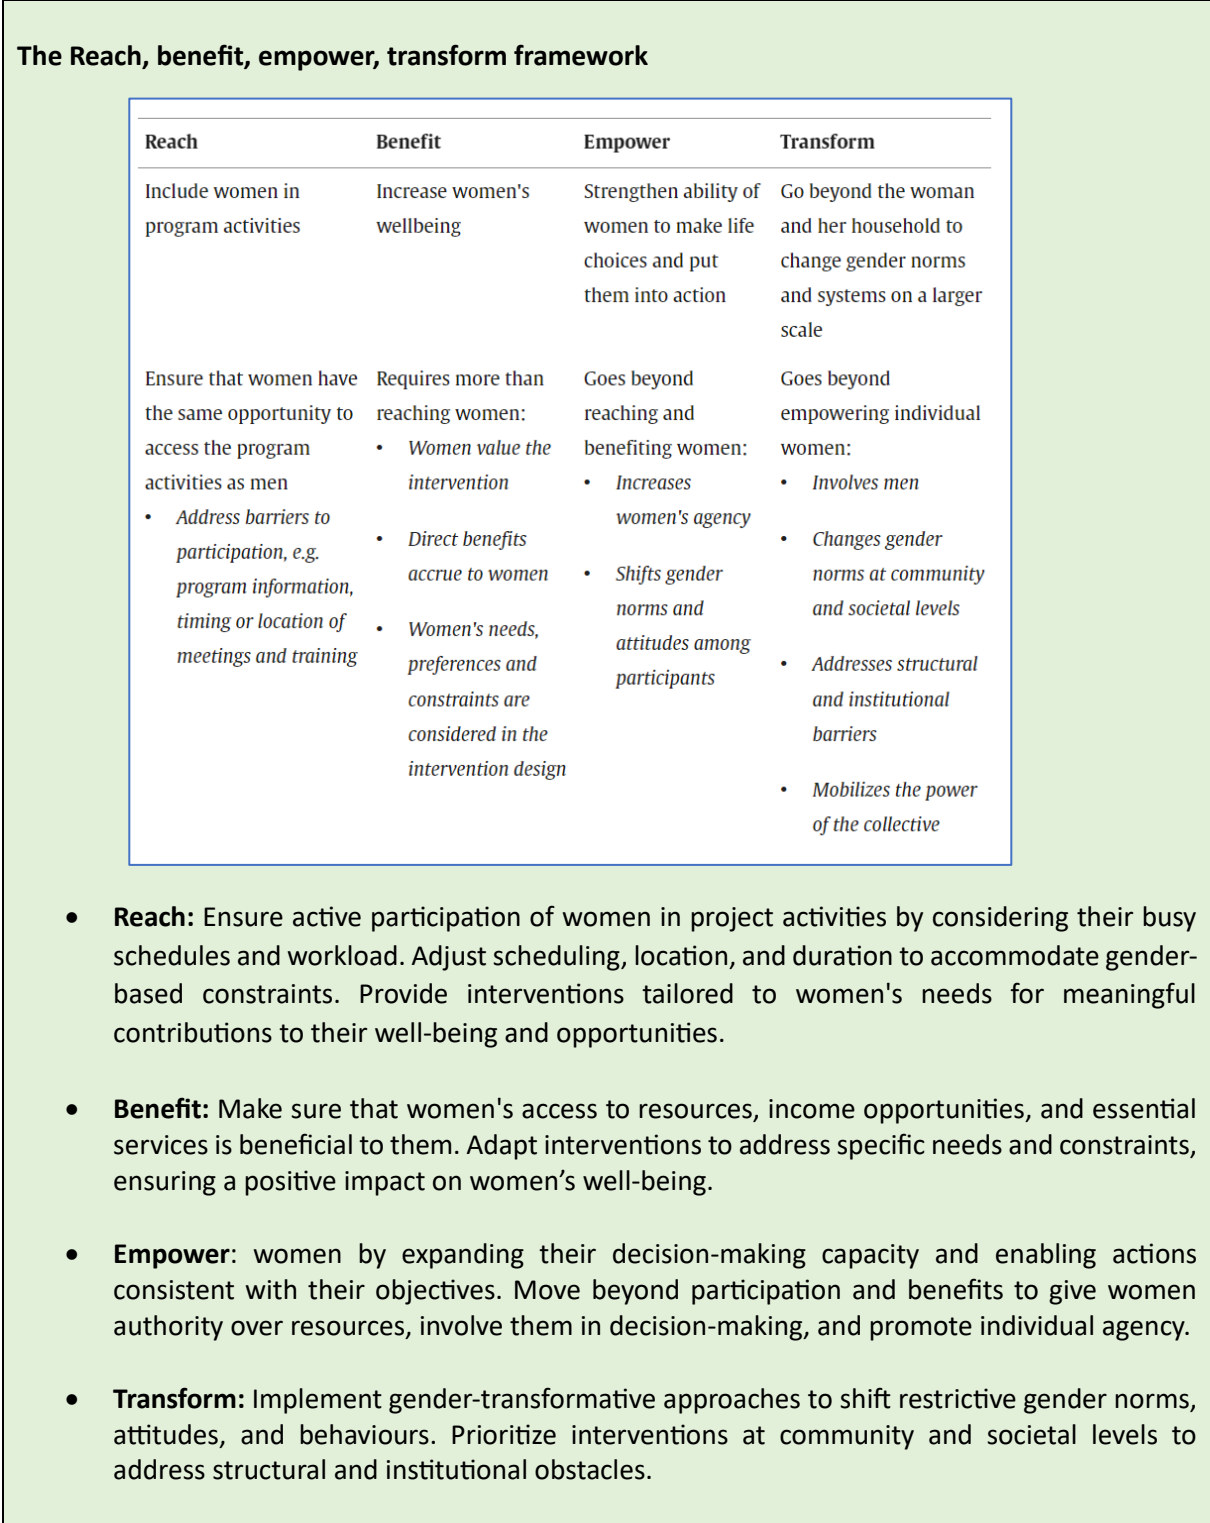 The Reach, benefit, empower, transform framework
Reach
Benefit
Empower
Transform
Include women in
program activities
Increase women's
wellbeing
Strengthen ability of
women to make life
choices and put
them into action
Go beyond the woman
and her household to
change gender norms
and systems on a larger
scale
Ensure that women have
the same opportunity to
access the program
activities as men
• Address barriers to
participation, e.g.
program information,
timing or location of
meetings and training
Requires more than
reaching women:
• Women value the
intervention
• Direct benefits
accrue to women
• Women's needs,
preferences and
constraints are
considered in the
intervention design
Goes beyond
reaching and
benefiting women:
• Increases
women's agency
• Shifts gender
norms and
attitudes among
participants
Goes beyond
empowering individual
women:
• Involves men
• Changes gender
norms at community
and societal levels
• Addresses structural
and institutional
barriers
• Mobilizes the power
of the collective
• Reach: Ensure active participation of women in project activities by considering their busy
schedules and workload. Adjust scheduling, location, and duration to accommodate gender-
based constraints. Provide interventions tailored to women's needs for meaningful
contributions to their well-being and opportunities.
• Benefit: Make sure that women's access to resources, income opportunities, and essential
services is beneficial to them. Adapt interventions to address specific needs and constraints,
ensuring a positive impact on women’s well-being.
• Empower: women by expanding their decision-making capacity and enabling actions
consistent with their objectives. Move beyond participation and benefits to give women
authority over resources, involve them in decision-making, and promote individual agency.
• Transform: Implement gender-transformative approaches to shift restrictive gender norms,
attitudes, and behaviours. Prioritize interventions at community and societal levels to
address structural and institutional obstacles.